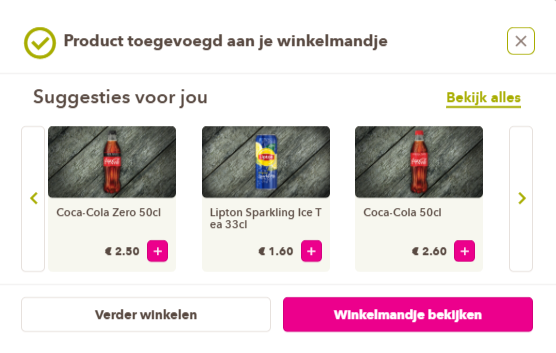 Product toegevoegd aan je winkelmandje
Suggesties voor jou
Bekijk alles
Coca-Cola Zero 50cl
€ 2.50 +
Lipton Sparkling Ice T
ea 33cl
€ 1.60 +
Coca-Cola 50cl
€ 2.60 +
Verder winkelen
Winkelmandje bekijken